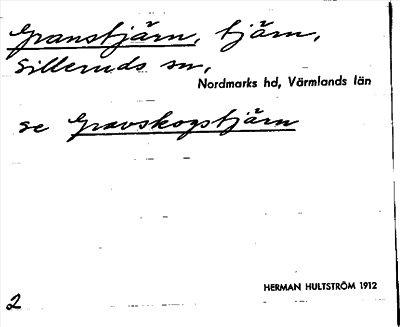 Granstjärn, tjärn,
Silleruds sn,
Nordmarks hd, Värmlands län
se Gravskogstjärn
HERMAN HULTSTRÖM 1912
2